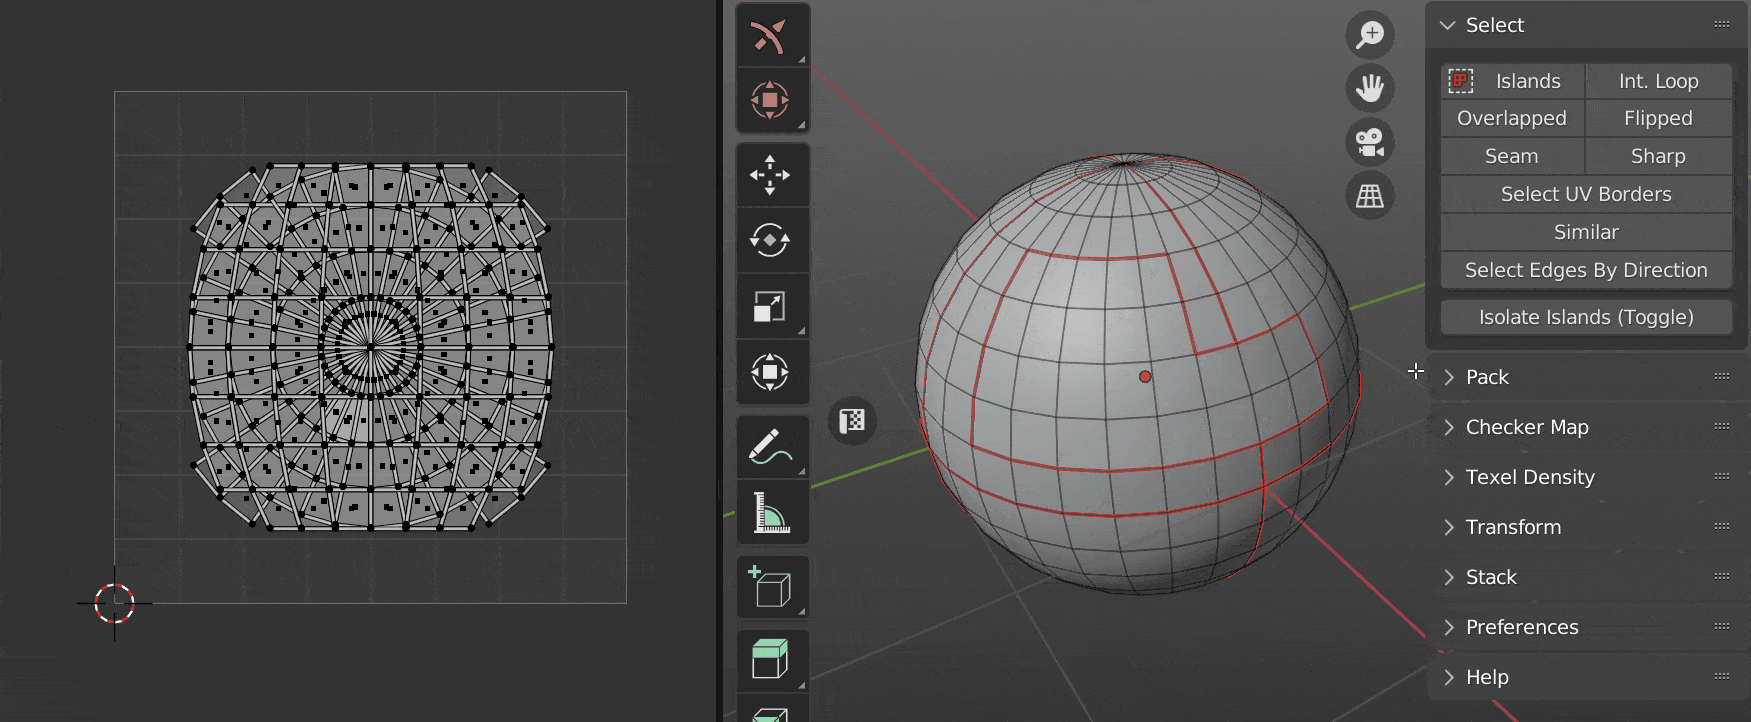 Select
Islands Int. Loop
Overlapped Flipped
Seam Sharp
Select UV Borders
Similar
Select Edges By Direction
Isolate Islands (Toggle)
Pack
Checker Map
Texel Density
Transform
Stack
Preferences
Help